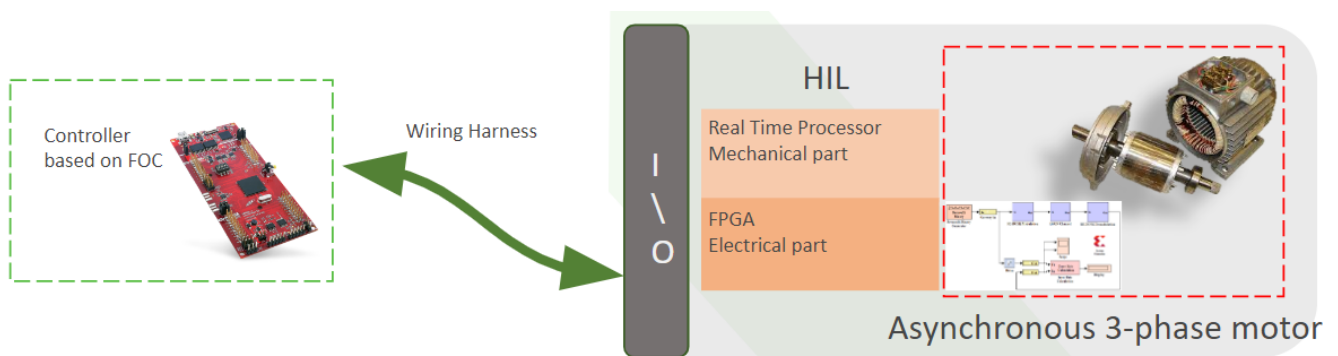 Controller
based on FOC
Wiring Harness
I
\
O
HIL
Real Time Processor
Mechanical part
FPGA
Electrical part
Asynchronous 3-phase motor